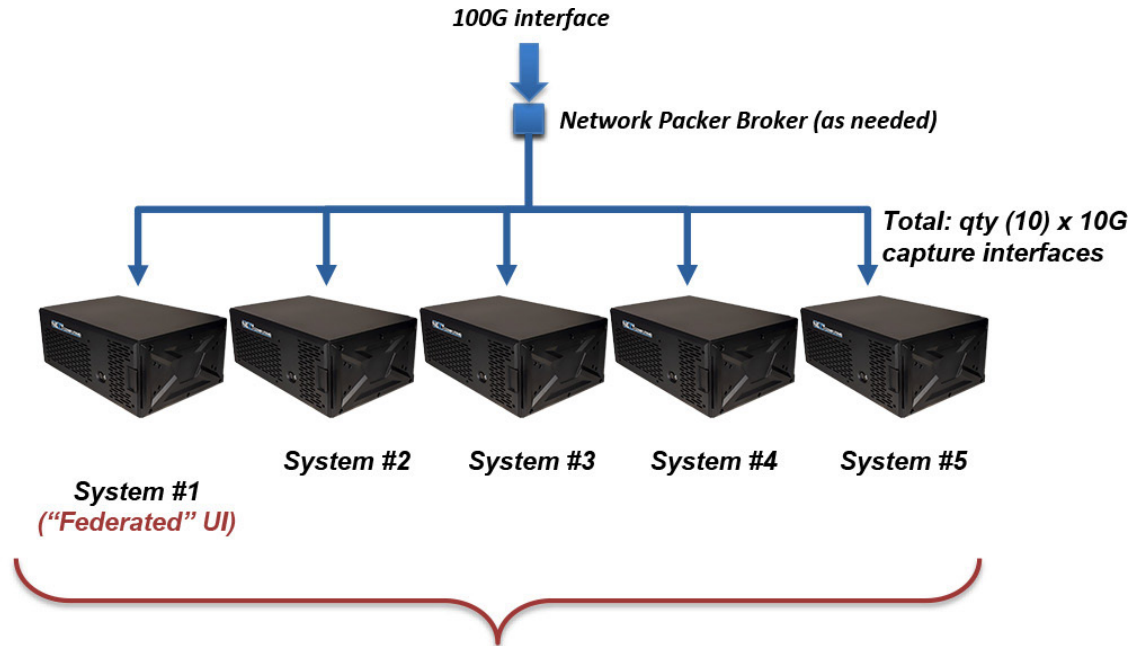 100G interface
Network Packer Broker (as needed)
Total: qty (10) x 10G
capture interfaces
System #2
System #3
System #4
System #5
System #1
(“Federated” UI)